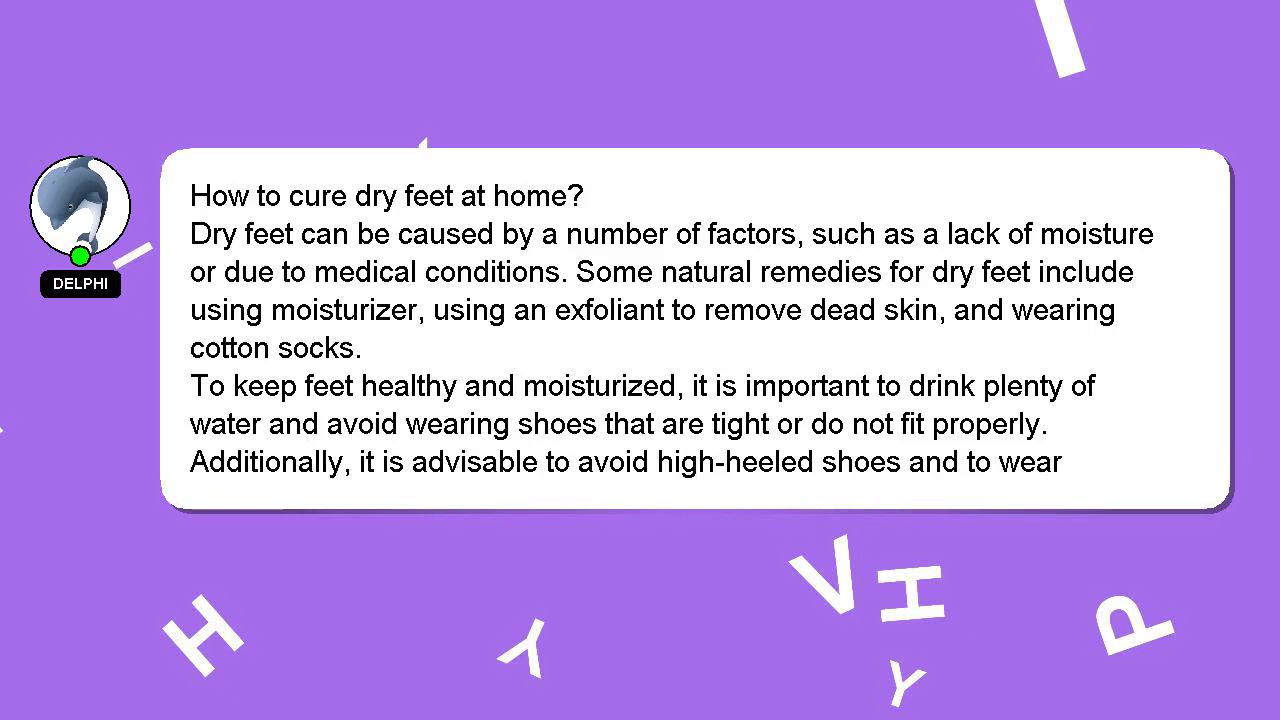 How to cure dry feet at home?
Dry feet can be caused by a number of factors, such as a lack of moisture
or due to medical conditions. Some natural remedies for dry feet include
using moisturizer, using an exfoliant to remove dead skin, and wearing
cotton socks.
To keep feet healthy and moisturized, it is important to drink plenty of
water and avoid wearing shoes that are tight or do not fit properly.
Additionally, it is advisable to avoid high-heeled shoes and to wear
DELPHI
V
H
P
H
Y
Y